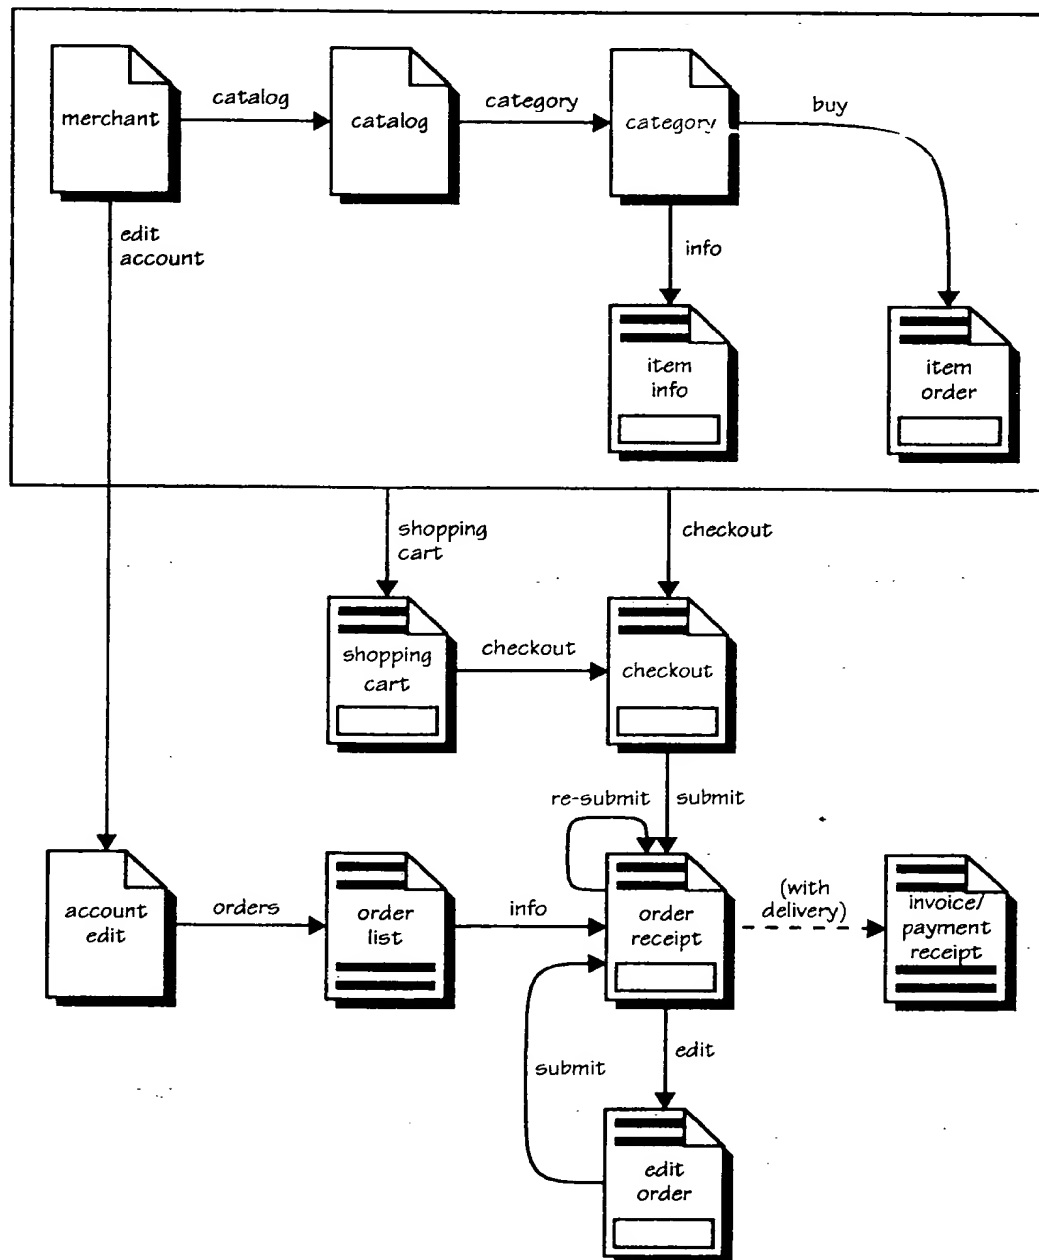 catalog
category
buy
merchant
catalog
category
edit
account
info
item
info
item
order
shopping
cart
checkout
shopping
cart
checkout
checkout
re-submit
submit
account
edit
orders
order
list
info
order
receipt
(with
delivery)
invoice/
payment
receipt
submit
edit
edit
order